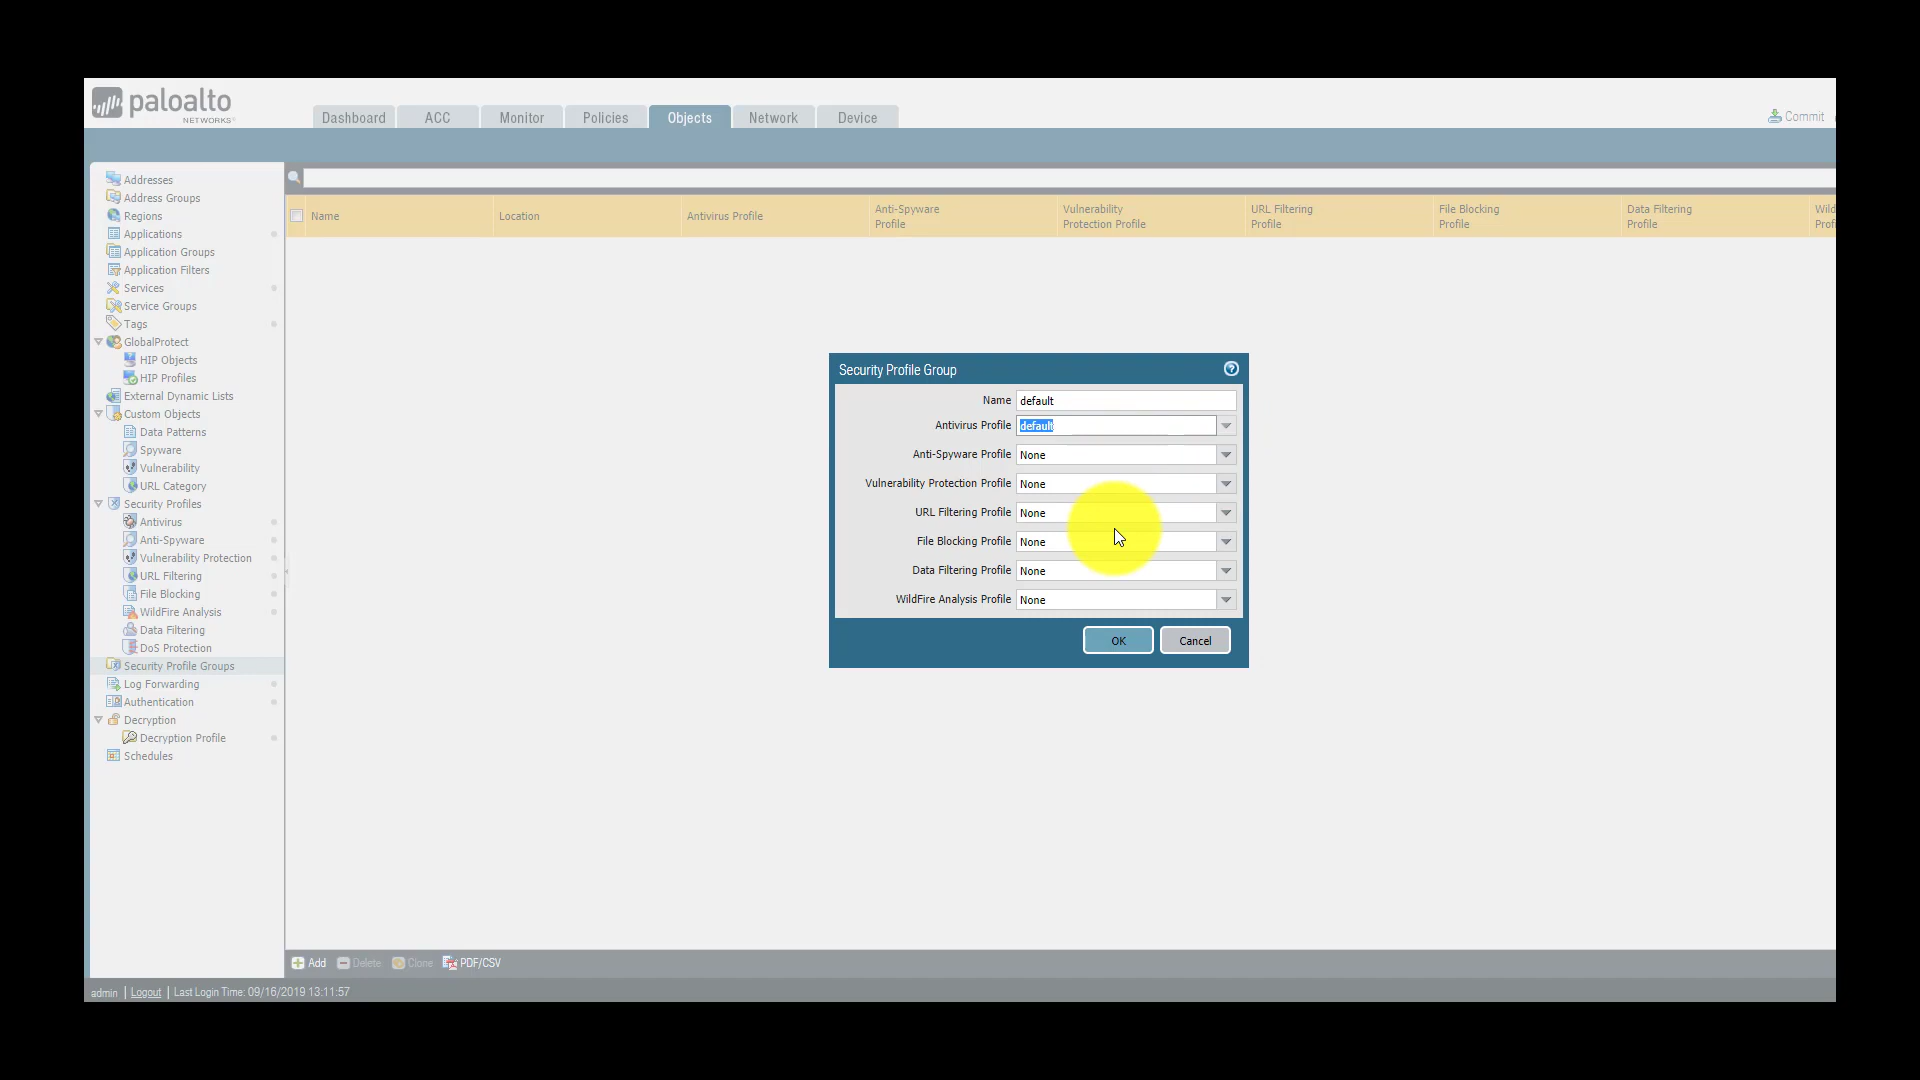 paloalto
NETWORKS®
Dashboard
ACC
Monitor
Policies
Objects
Network
Device
Commit
Addresses
Address Groups
Regions
Applications
Application Groups
Application Filters
Services
Service Groups
Tags
GlobalProtect
HIP Objects
HIP Profiles
External Dynamic Lists
Custom Objects
Data Patterns
Spyware
Vulnerability
URL Category
Security Profiles
Antivirus
Anti-Spyware
Vulnerability Protection
URL Filtering
File Blocking
WildFire Analysis
Data Filtering
DoS Protection
Security Profile Groups
Log Forwarding
Authentication
Decryption
Decryption Profile
Schedules
Name
Location
Antivirus Profile
Anti-Spyware
Profile
Vulnerability
Protection Profile
URL Filtering
Profile
File Blocking
Profile
Data Filtering
Profile
Wild
Profi
Security Profile Group
?
Name default
Antivirus Profile default
Anti-Spyware Profile None
Vulnerability Protection Profile None
URL Filtering Profile None
File Blocking Profile None
Data Filtering Profile None
WildFire Analysis Profile None
OK
Cancel
Add
Delete
Clone
PDF/CSV
admin | Logout | Last Login Time: 09/16/2019 13:11:57